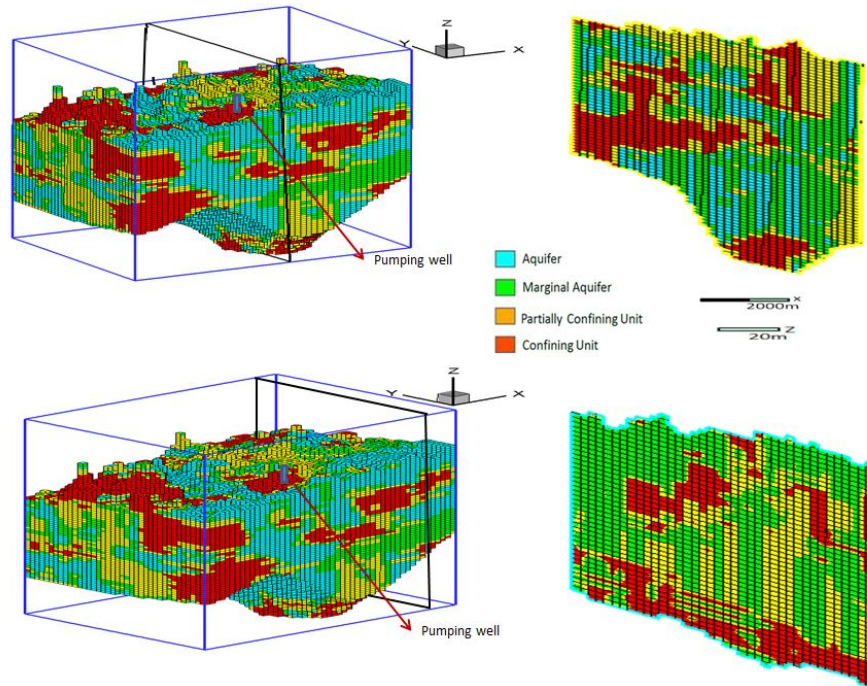 Z
Y
X
Pumping well
Aquifer
Marginal Aquifer
Partially Confining Unit
Confining Unit
X
2000m
Z
20m
Z
Y
X
Pumping well